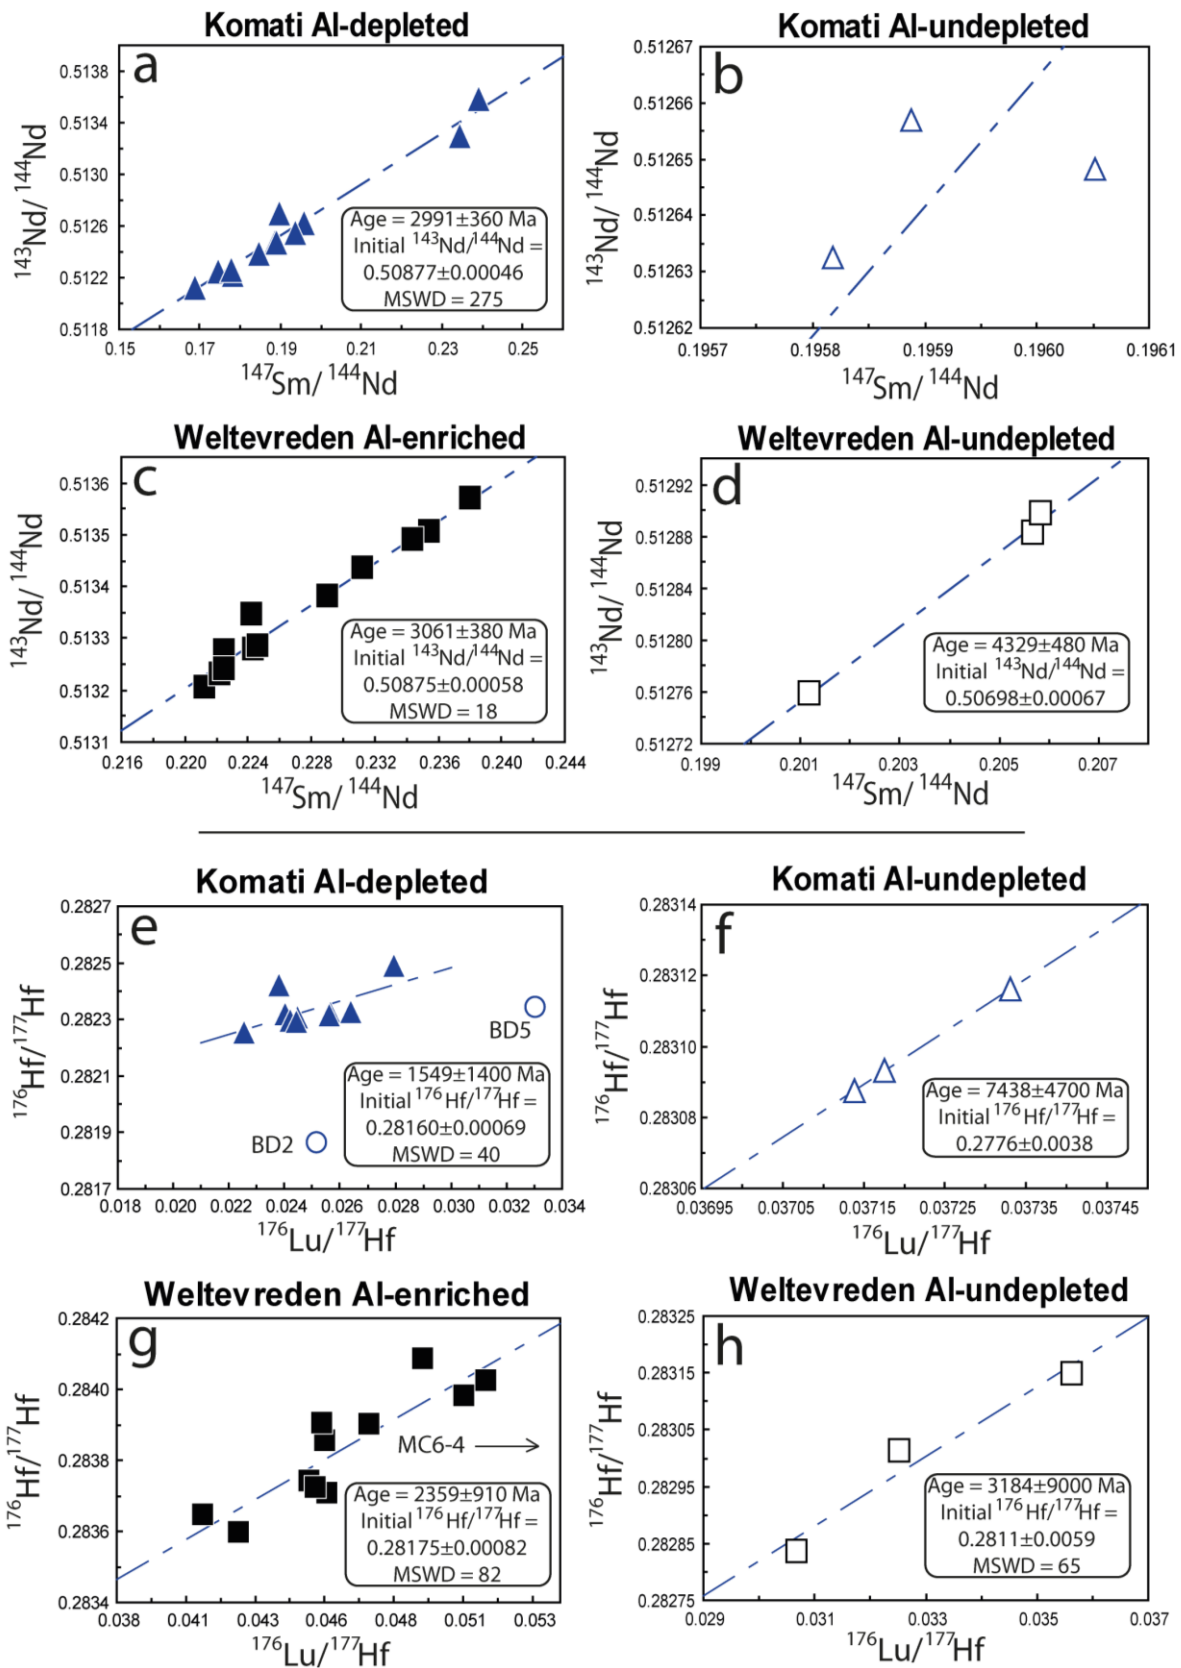 Komati Al-depleted
a
0.5138
0.5134
0.5130
0.5126
0.5122
0.5118
0.15 0.17 0.19 0.21 0.23 0.25
143Nd/ 144Nd
147Sm/ 144Nd
Age = 2991±360 Ma
Initial 143Nd/144Nd =
0.50877±0.00046
MSWD = 275
Komati Al-undepleted
b
0.51267
0.51266
0.51265
0.51264
0.51263
0.51262
0.1957 0.1958 0.1959 0.1960 0.1961
143Nd/ 144Nd
147Sm/ 144Nd
Weltevreden Al-enriched
c
0.5136
0.5135
0.5134
0.5133
0.5132
0.5131
0.216 0.220 0.224 0.228 0.232 0.236 0.240 0.244
143Nd/ 144Nd
147Sm/ 144Nd
Age = 3061±380 Ma
Initial 143Nd/144Nd =
0.50875±0.00058
MSWD = 18
Weltevreden Al-undepleted
d
0.51292
0.51288
0.51284
0.51280
0.51276
0.51272
0.199 0.201 0.203 0.205 0.207
143Nd/ 144Nd
147Sm/ 144Nd
Age = 4329±480 Ma
Initial 143Nd/144Nd =
0.50698±0.00067
Komati Al-depleted
e
0.2827
0.2825
0.2823
0.2821
0.2819
0.2817
0.018 0.020 0.022 0.024 0.026 0.028 0.030 0.032 0.034
176Hf/177Hf
176Lu/177Hf
BD5
BD2
Age = 1549±1400 Ma
Initial 176Hf/177Hf =
0.28160±0.00069
MSWD = 40
Komati Al-undepleted
f
0.28314
0.28312
0.28310
0.28308
0.28306
0.03695 0.03705 0.03715 0.03725 0.03735 0.03745
176Hf/177Hf
176Lu/177Hf
Age = 7438±4700 Ma
Initial 176Hf/177Hf =
0.2776±0.0038
Weltevreden Al-enriched
g
0.2842
0.2840
0.2838
0.2836
0.2834
0.038 0.041 0.043 0.046 0.048 0.051 0.053
176Hf/177Hf
176Lu/177Hf
MC6-4
Age = 2359±910 Ma
Initial 176Hf/177Hf =
0.28175±0.00082
MSWD = 82
Weltevreden Al-undepleted
h
0.28325
0.28315
0.28305
0.28295
0.28285
0.28275
0.029 0.031 0.033 0.035 0.037
176Hf/177Hf
176Lu/177Hf
Age = 3184±9000 Ma
Initial 176Hf/177Hf =
0.2811±0.0059
MSWD = 65